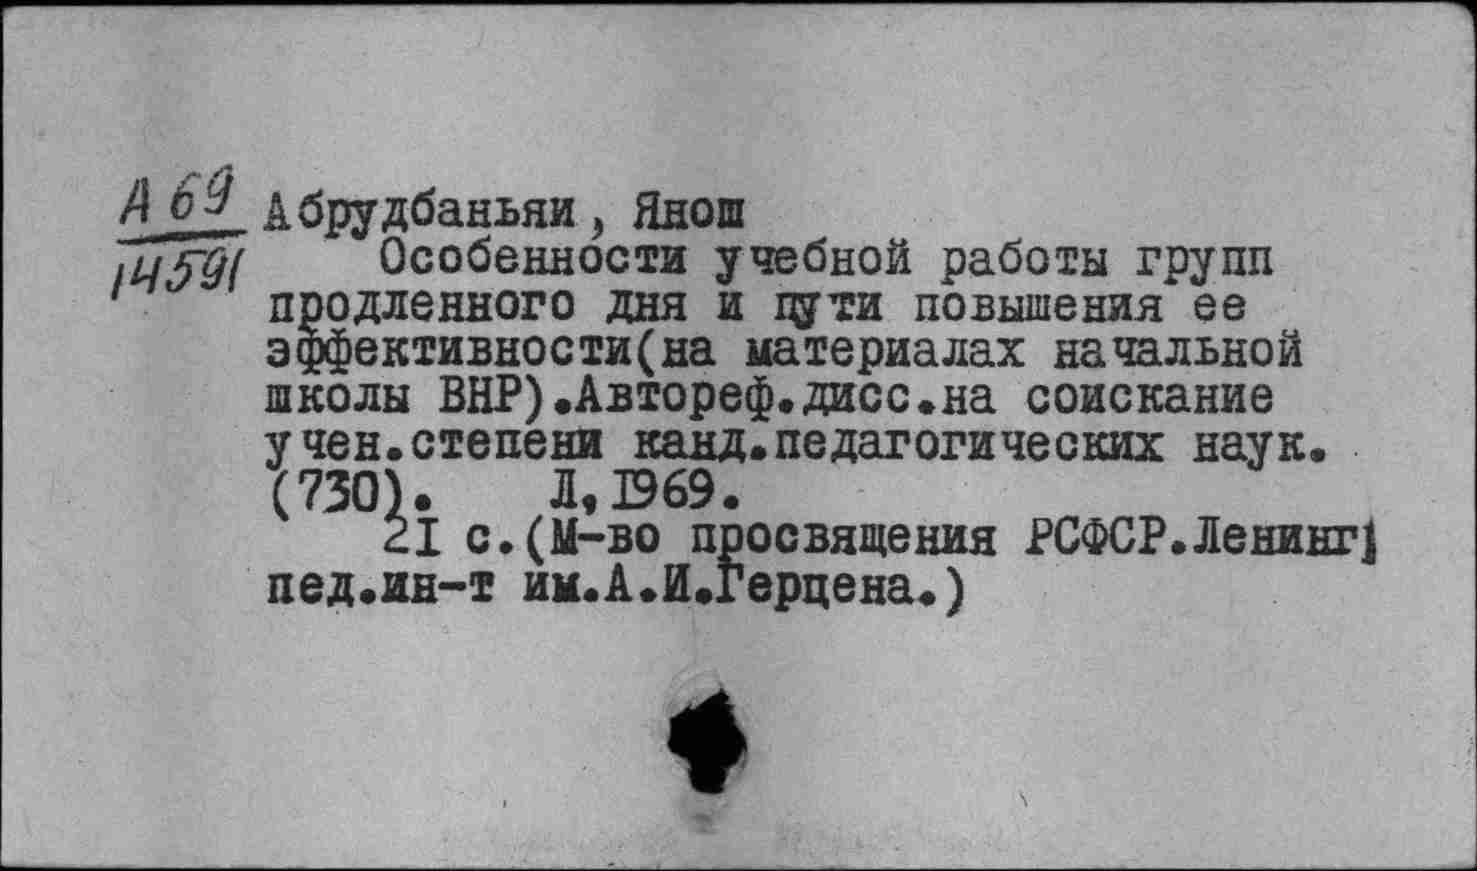 А 69
14591
Абрудбаньяи, Янош
Особенности учебной работы групп
продленного дня и пути повышения ее
эффективности(на материалах начальной
школы ВНР).Автореф.дисс.на соискание
учен.степени канд.педагогических наук.
(730). Л,1969.
21 с.(М-во просвящения РСФСР.Ленингр
пед.ин-т им.А.И.Герцена.)